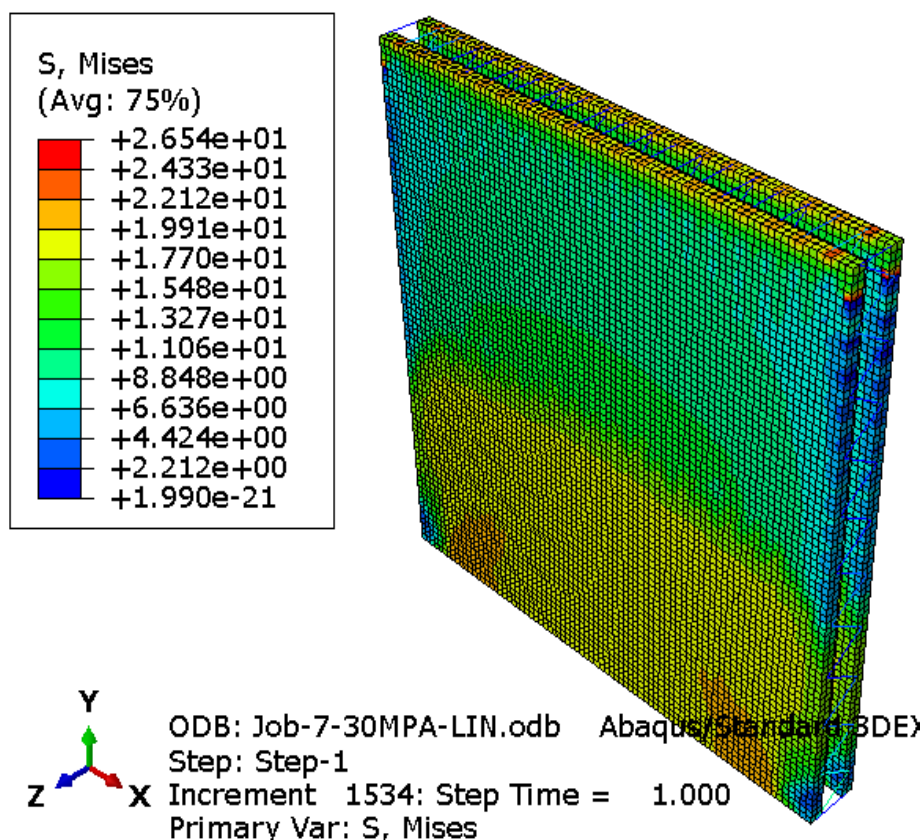 S, Mises
(Avg: 75%)
+2.654e+01
+2.433e+01
+2.212e+01
+1.991e+01
+1.770e+01
+1.548e+01
+1.327e+01
+1.106e+01
+8.848e+00
+6.636e+00
+4.424e+00
+2.212e+00
+1.990e-21
Y
Z X
ODB: Job-7-30MPA-LIN.odb Abaqus/Standard 3DEX
Step: Step-1
Increment 1534: Step Time = 1.000
Primary Var: S, Mises